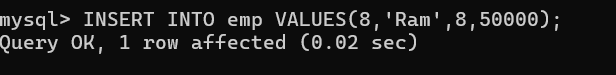 mysql> INSERT INTO emp VALUES(8,'Ram',8,50000);
Query OK, 1 row affected (0.02 sec)